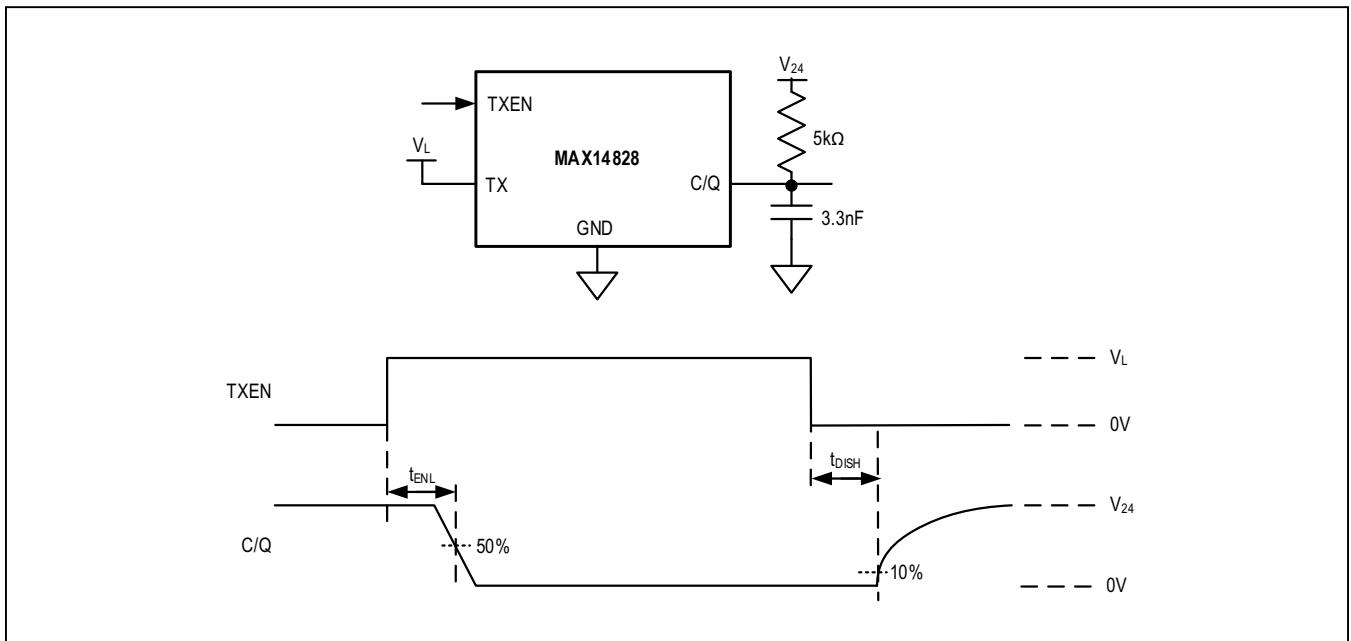 V24
TXEN
5kΩ
VL
MAX14828
TX
C/Q
3.3nF
GND
VL
TXEN
0V
tENL
tDISH
V24
C/Q
50%
10%
0V